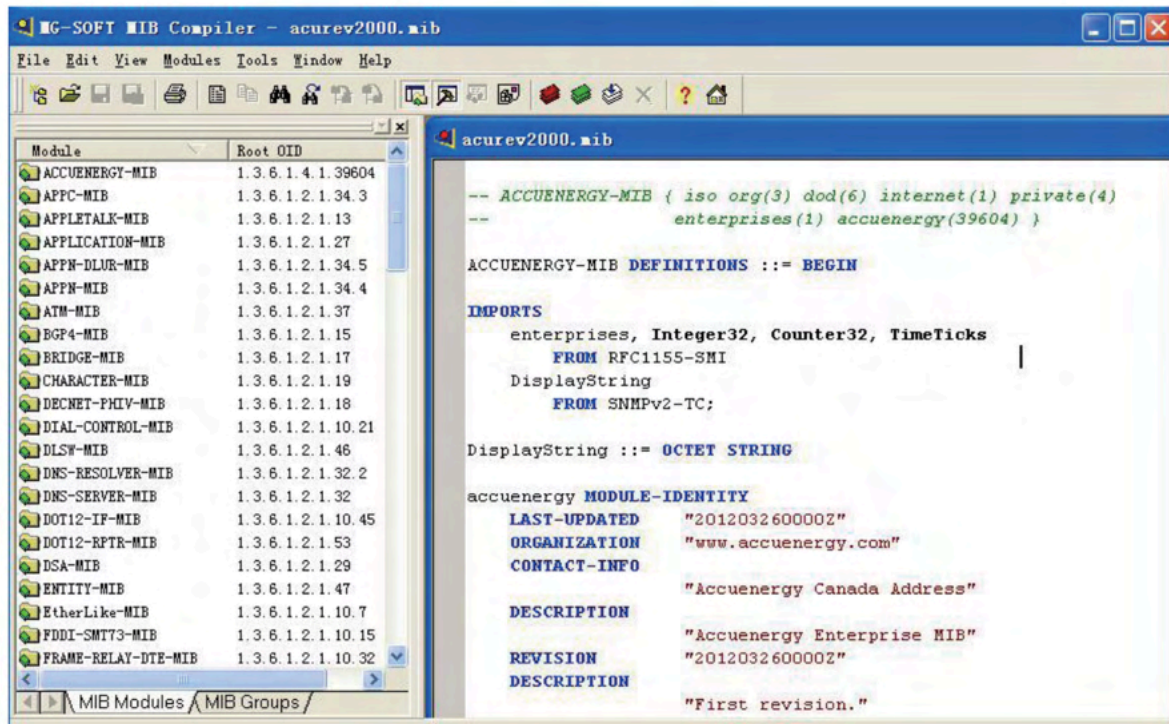 MG-SOFT MIB Compiler - acurev2000.mib
File Edit View Modules Tools Window Help
Module Root OID
ACCUENERGY-MIB 1.3.6.1.4.1.39604
APPC-MIB 1.3.6.1.2.1.34.3
APPLETALK-MIB 1.3.6.1.2.1.13
APPLICATION-MIB 1.3.6.1.2.1.27
APPN-DLUR-MIB 1.3.6.1.2.1.34.5
APPN-MIB 1.3.6.1.2.1.34.4
ATM-MIB 1.3.6.1.2.1.37
BGP4-MIB 1.3.6.1.2.1.15
BRIDGE-MIB 1.3.6.1.2.1.17
CHARACTER-MIB 1.3.6.1.2.1.19
DECNET-PHIV-MIB 1.3.6.1.2.1.18
DIAL-CONTROL-MIB 1.3.6.1.2.1.10.21
DLSW-MIB 1.3.6.1.2.1.46
DNS-RESOLVER-MIB 1.3.6.1.2.1.32.2
DNS-SERVER-MIB 1.3.6.1.2.1.32
DOT12-IF-MIB 1.3.6.1.2.1.10.45
DOT12-RPTR-MIB 1.3.6.1.2.1.53
DSA-MIB 1.3.6.1.2.1.29
ENTITY-MIB 1.3.6.1.2.1.47
EtherLike-MIB 1.3.6.1.2.1.10.7
FDDI-SMT73-MIB 1.3.6.1.2.1.10.15
FRAME-RELAY-DTE-MIB 1.3.6.1.2.1.10.32
MIB Modules MIB Groups
acurev2000.mib
-- ACCUENERGY-MIB { iso org(3) dod(6) internet(1) private(4)
-- enterprises(1) accuenergy(39604) }
ACCUENERGY-MIB DEFINITIONS ::= BEGIN
IMPORTS
enterprises, Integer32, Counter32, TimeTicks
FROM RFC1155-SMI
DisplayString
FROM SNMPv2-TC;
DisplayString ::= OCTET STRING
accuenergy MODULE-IDENTITY
LAST-UPDATED "201203260000Z"
ORGANIZATION "www.accuenergy.com"
CONTACT-INFO
"Accuenergy Canada Address"
DESCRIPTION
"Accuenergy Enterprise MIB"
REVISION "201203260000Z"
DESCRIPTION
"First revision."